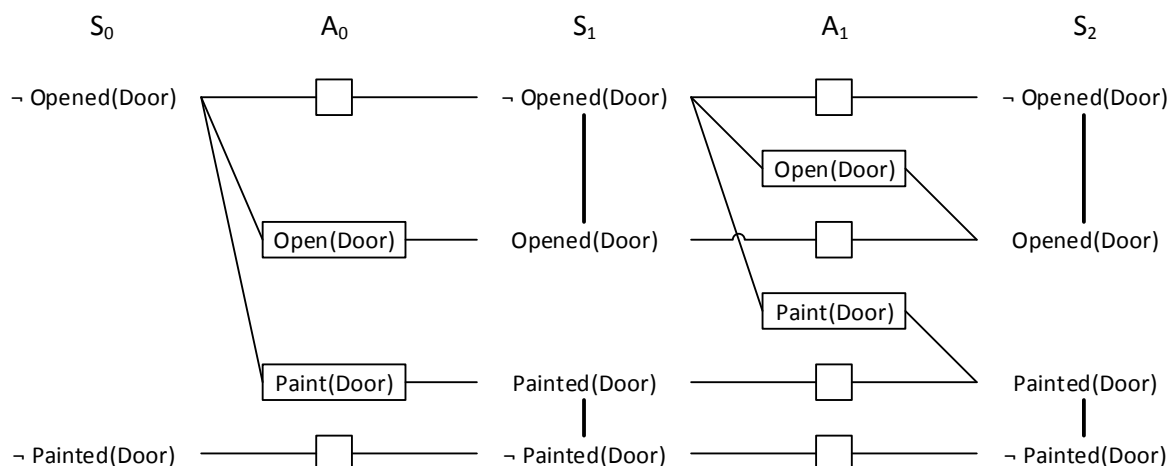 S₀ A₀ S₁ A₁ S₂
¬ Opened(Door) ¬ Opened(Door) ¬ Opened(Door)
Open(Door)
Open(Door) Opened(Door) Opened(Door)
Paint(Door)
Paint(Door) Painted(Door) Painted(Door)
¬ Painted(Door) ¬ Painted(Door) ¬ Painted(Door)